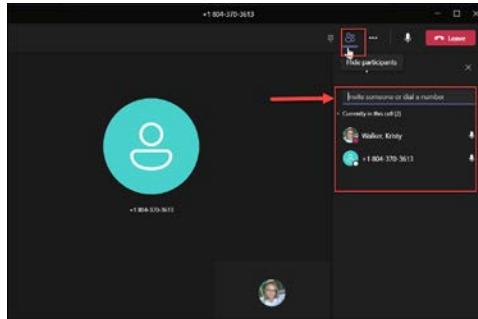 +1 804-370-3613
Leave
Hide participants
Invite someone or dial a number
Currently in this call (2)
Walker, Kristy
+1 804-370-3613
+1 804-370-3613